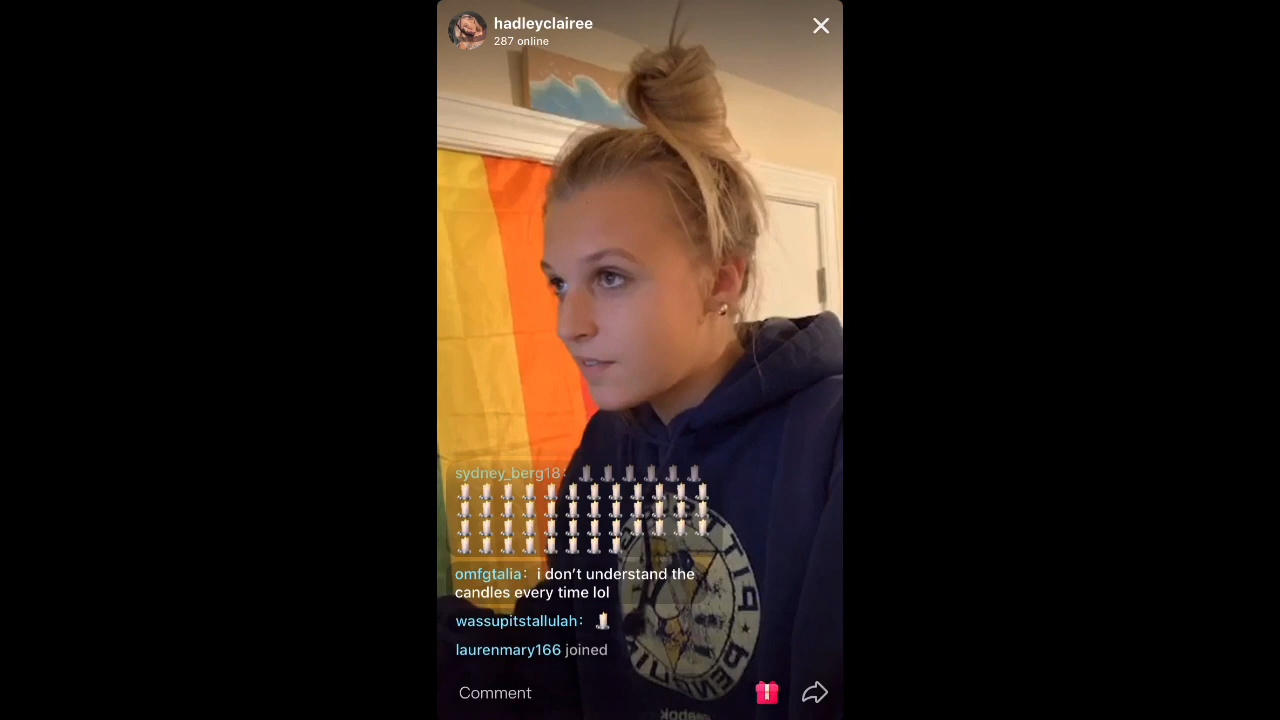 hadleyclairee
287 online
sydney_berg18: 🕯🕯🕯🕯🕯🕯
🕯🕯🕯🕯🕯🕯🕯🕯🕯🕯🕯🕯
🕯🕯🕯🕯🕯🕯🕯🕯🕯🕯🕯🕯
🕯🕯🕯🕯🕯🕯🕯🕯🕯🕯🕯🕯
🕯🕯🕯🕯🕯🕯🕯🕯
omfgtalia: i don’t understand the
candles every time lol
wassupitstallulah: 🕯
laurenmary166 joined
Comment